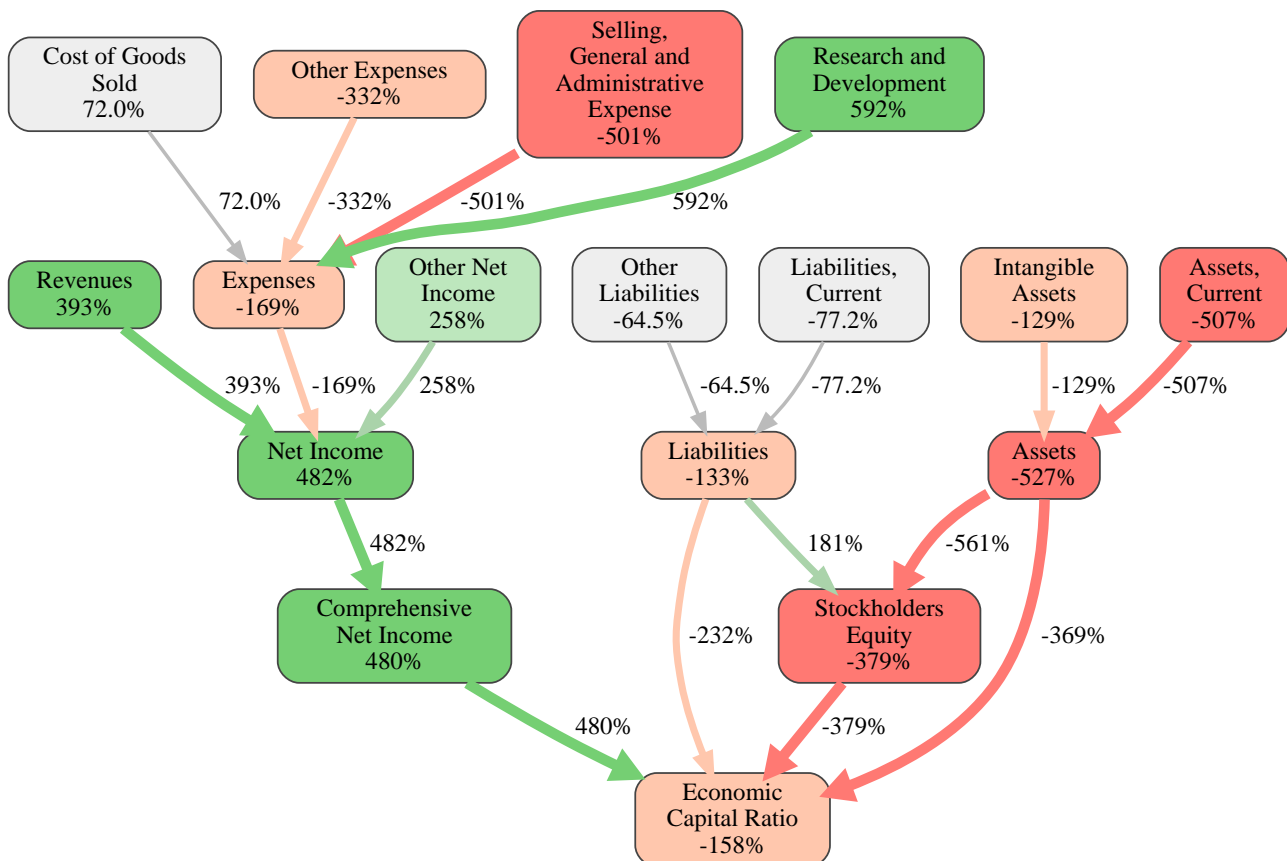 Cost of Goods
Sold
72.0%
Other Expenses
-332%
Selling,
General and
Administrative
Expense
-501%
Research and
Development
592%
72.0%
-332%
-501%
592%
Revenues
393%
Expenses
-169%
Other Net
Income
258%
Other
Liabilities
-64.5%
Liabilities,
Current
-77.2%
Intangible
Assets
-129%
Assets,
Current
-507%
393%
-169%
258%
-64.5%
-77.2%
-129%
-507%
Net Income
482%
Liabilities
-133%
Assets
-527%
482%
181%
-561%
Comprehensive
Net Income
480%
-232%
Stockholders
Equity
-379%
-369%
480%
-379%
Economic
Capital Ratio
-158%